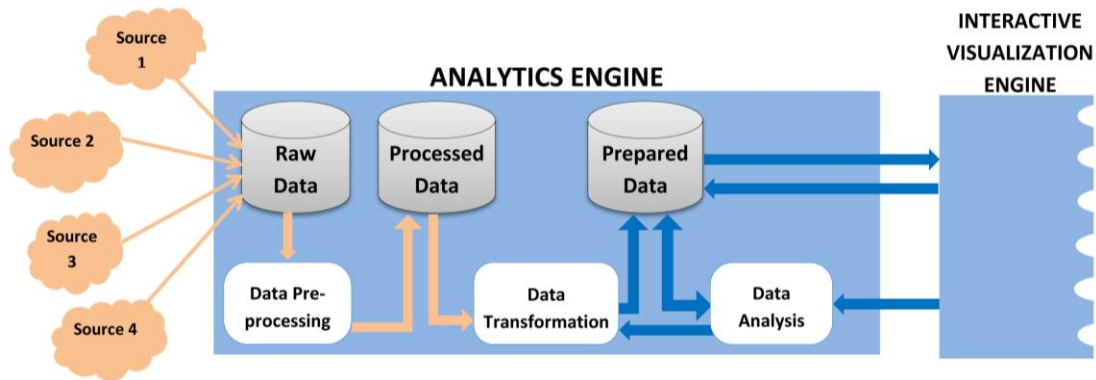 Source
1
Source 2
Source
3
Source 4
ANALYTICS ENGINE
Raw
Data
Processed
Data
Prepared
Data
Data Pre-
processing
Data
Transformation
Data
Analysis
INTERACTIVE
VISUALIZATION
ENGINE